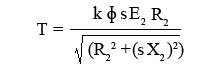 T = k ϕ s E₂ R₂ / √((R₂² + (s X₂)²)